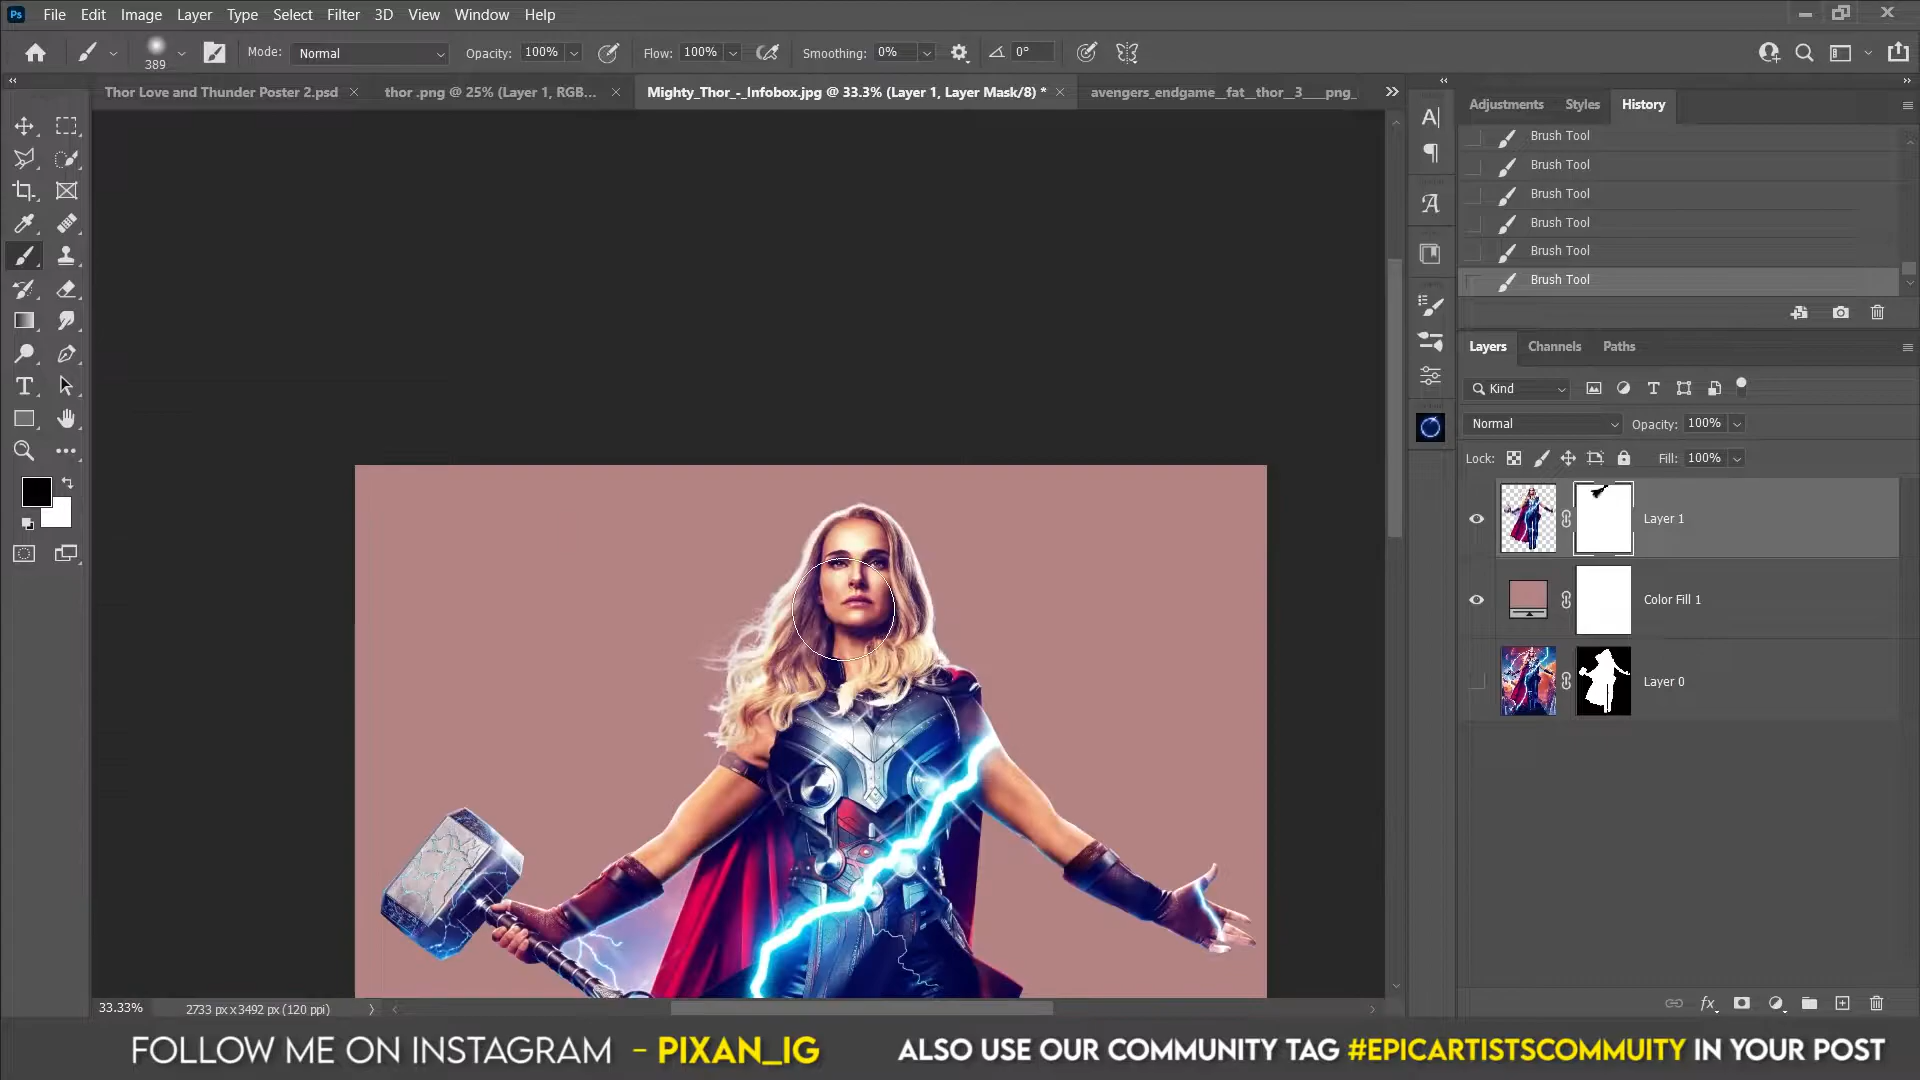 Ps File Edit Image Layer Type Select Filter 3D View Window Help
389 Mode: Normal Opacity: 100% Flow: 100% Smoothing: 0% 0°
Thor Love and Thunder Poster 2.psd thor .png @ 25% (Layer 1, RGB... Mighty_Thor_-_Infobox.jpg @ 33.3% (Layer 1, Layer Mask/8) * avengers_endgame__fat__thor__3____png_
Adjustments Styles History
Brush Tool
Brush Tool
Brush Tool
Brush Tool
Brush Tool
Brush Tool
Layers Channels Paths
Kind
Normal Opacity: 100%
Lock: Fill: 100%
Layer 1
Color Fill 1
Layer 0
33.33% 2733 px x 3492 px (120 ppi)
FOLLOW ME ON INSTAGRAM - PIXAN_IG ALSO USE OUR COMMUNITY TAG #EPICARTISTSCOMMUITY IN YOUR POST